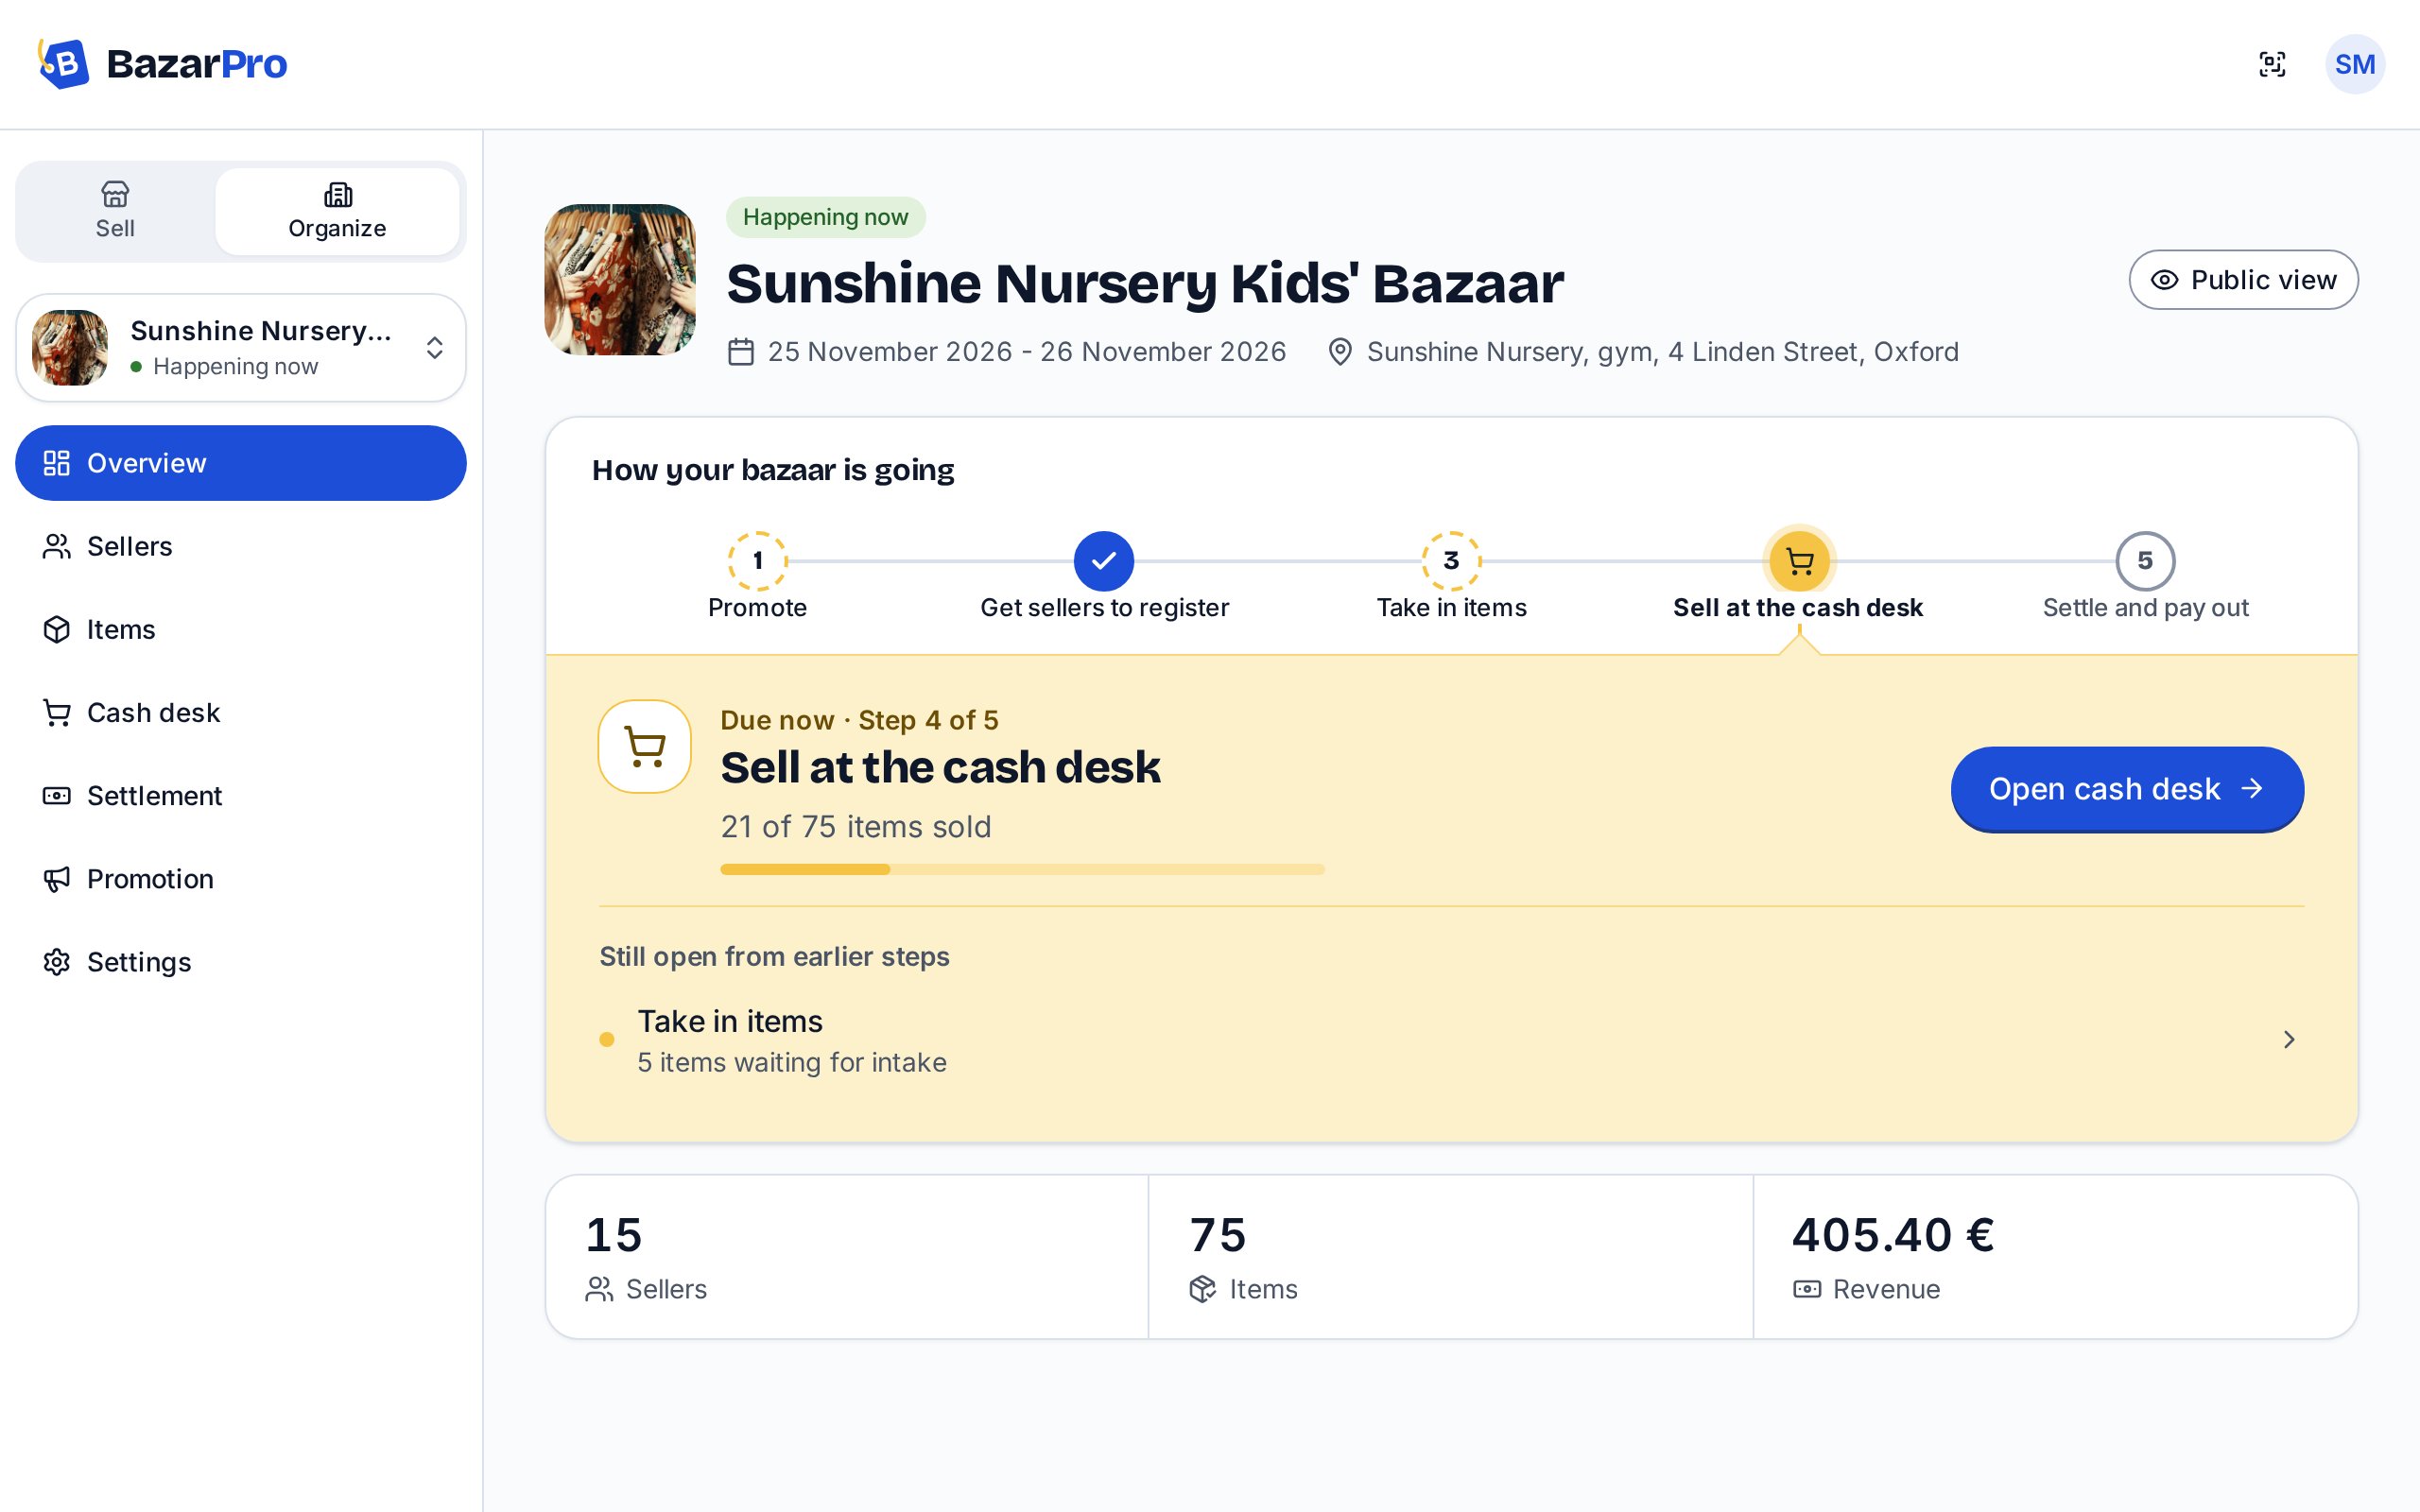 B BazarPro
SM
Sell
Organize
Sunshine Nursery...
Happening now
Overview
Sellers
Items
Cash desk
Settlement
Promotion
Settings
Happening now
Sunshine Nursery Kids' Bazaar
25 November 2026 - 26 November 2026
Sunshine Nursery, gym, 4 Linden Street, Oxford
Public view
How your bazaar is going
1
3
5
Promote
Get sellers to register
Take in items
Sell at the cash desk
Settle and pay out
Due now · Step 4 of 5
Sell at the cash desk
21 of 75 items sold
Open cash desk
Still open from earlier steps
Take in items
5 items waiting for intake
15
Sellers
75
Items
405.40 €
Revenue